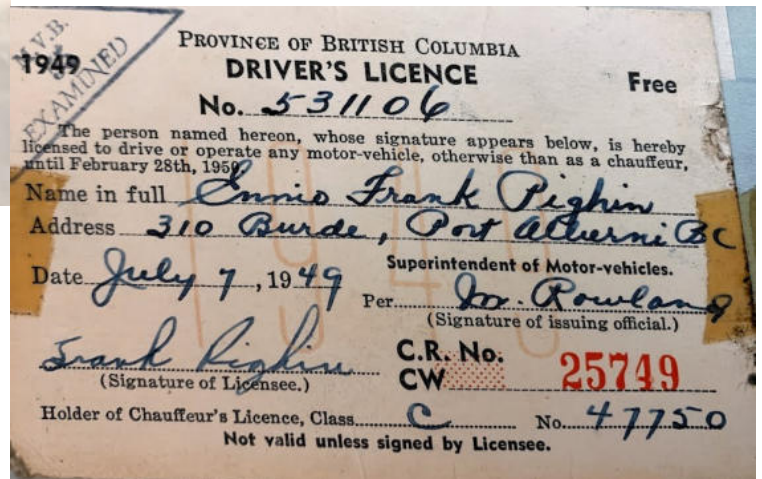 M.V.B.
EXAMINED
PROVINCE OF BRITISH COLUMBIA
1949
DRIVER'S LICENCE
Free
No. 531106
The person named hereon, whose signature appears below, is hereby
licensed to drive or operate any motor-vehicle, otherwise than as a chauffeur,
until February 28th, 1950.
Name in full Ennio Frank Pighin
Address 310 Burde, Port Alberni BC
Date July 7, 1949
Superintendent of Motor-vehicles.
Per M. Rowland
(Signature of issuing official.)
Frank Pighin
(Signature of Licensee.)
C.R. No.
CW 25749
Holder of Chauffeur's Licence, Class C No. 47750
Not valid unless signed by Licensee.